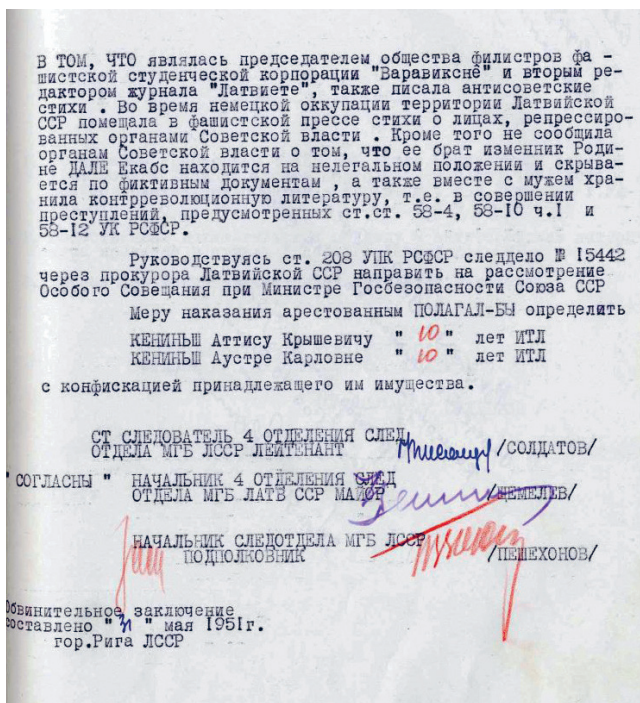 В ТОМ, ЧТО являлась председателем общества филистров фа -
шистской студенческой корпорации "Варавиксне" и вторым ре-
дактором журнала "Латвиете", также писала антисоветские
стихи . Во время немецкой оккупации территории Латвийской
ССР помещала в фашистской прессе стихи о лицах, репрессиро-
ванных органами Советской власти . Кроме того не сообщила
органам Советской власти о том, что ее брат изменник Роди-
не ДАЛЕ Екабс находится на нелегальном положении и скрыва-
ется по фиктивным документам , а также вместе с мужем хра-
нила контрреволюционную литературу, т.е. в совершении
преступлений, предусмотренных ст.ст. 58-4, 58-I0 ч.I и
58-I2 УК РСФСР.
Руководствуясь ст. 208 УПК РСФСР следдело № I5442
через прокурора Латвийской ССР направить на рассмотрение
Особого Совещания при Министре Госбезопасности Союза ССР
Меру наказания арестованным ПОЛАГАЛ-БЫ определить
КЕНИНЬШ Аттису Крышевичу " 10 " лет ИТЛ
КЕНИНЬШ Аустре Карловне " 10 " лет ИТЛ
с конфискацией принадлежащего им имущества.
СТ СЛЕДОВАТЕЛЬ 4 ОТДЕЛЕНИЯ СЛЕД
ОТДЕЛА МГБ ЛССР ЛЕЙТЕНАНТ /СОЛДАТОВ/
" СОГЛАСНЫ " НАЧАЛЬНИК 4 ОТДЕЛЕНИЯ СЛЕД
ОТДЕЛА МГБ ЛАТВ ССР МАЙОР /ЩЕМЕЛЕВ/
НАЧАЛЬНИК СЛЕДОТДЕЛА МГБ ЛССР
ПОДПОЛКОВНИК /ПЕШЕХОНОВ/
Обвинительное заключение
составлено "31" мая I95Iг.
гор.Рига ЛССР